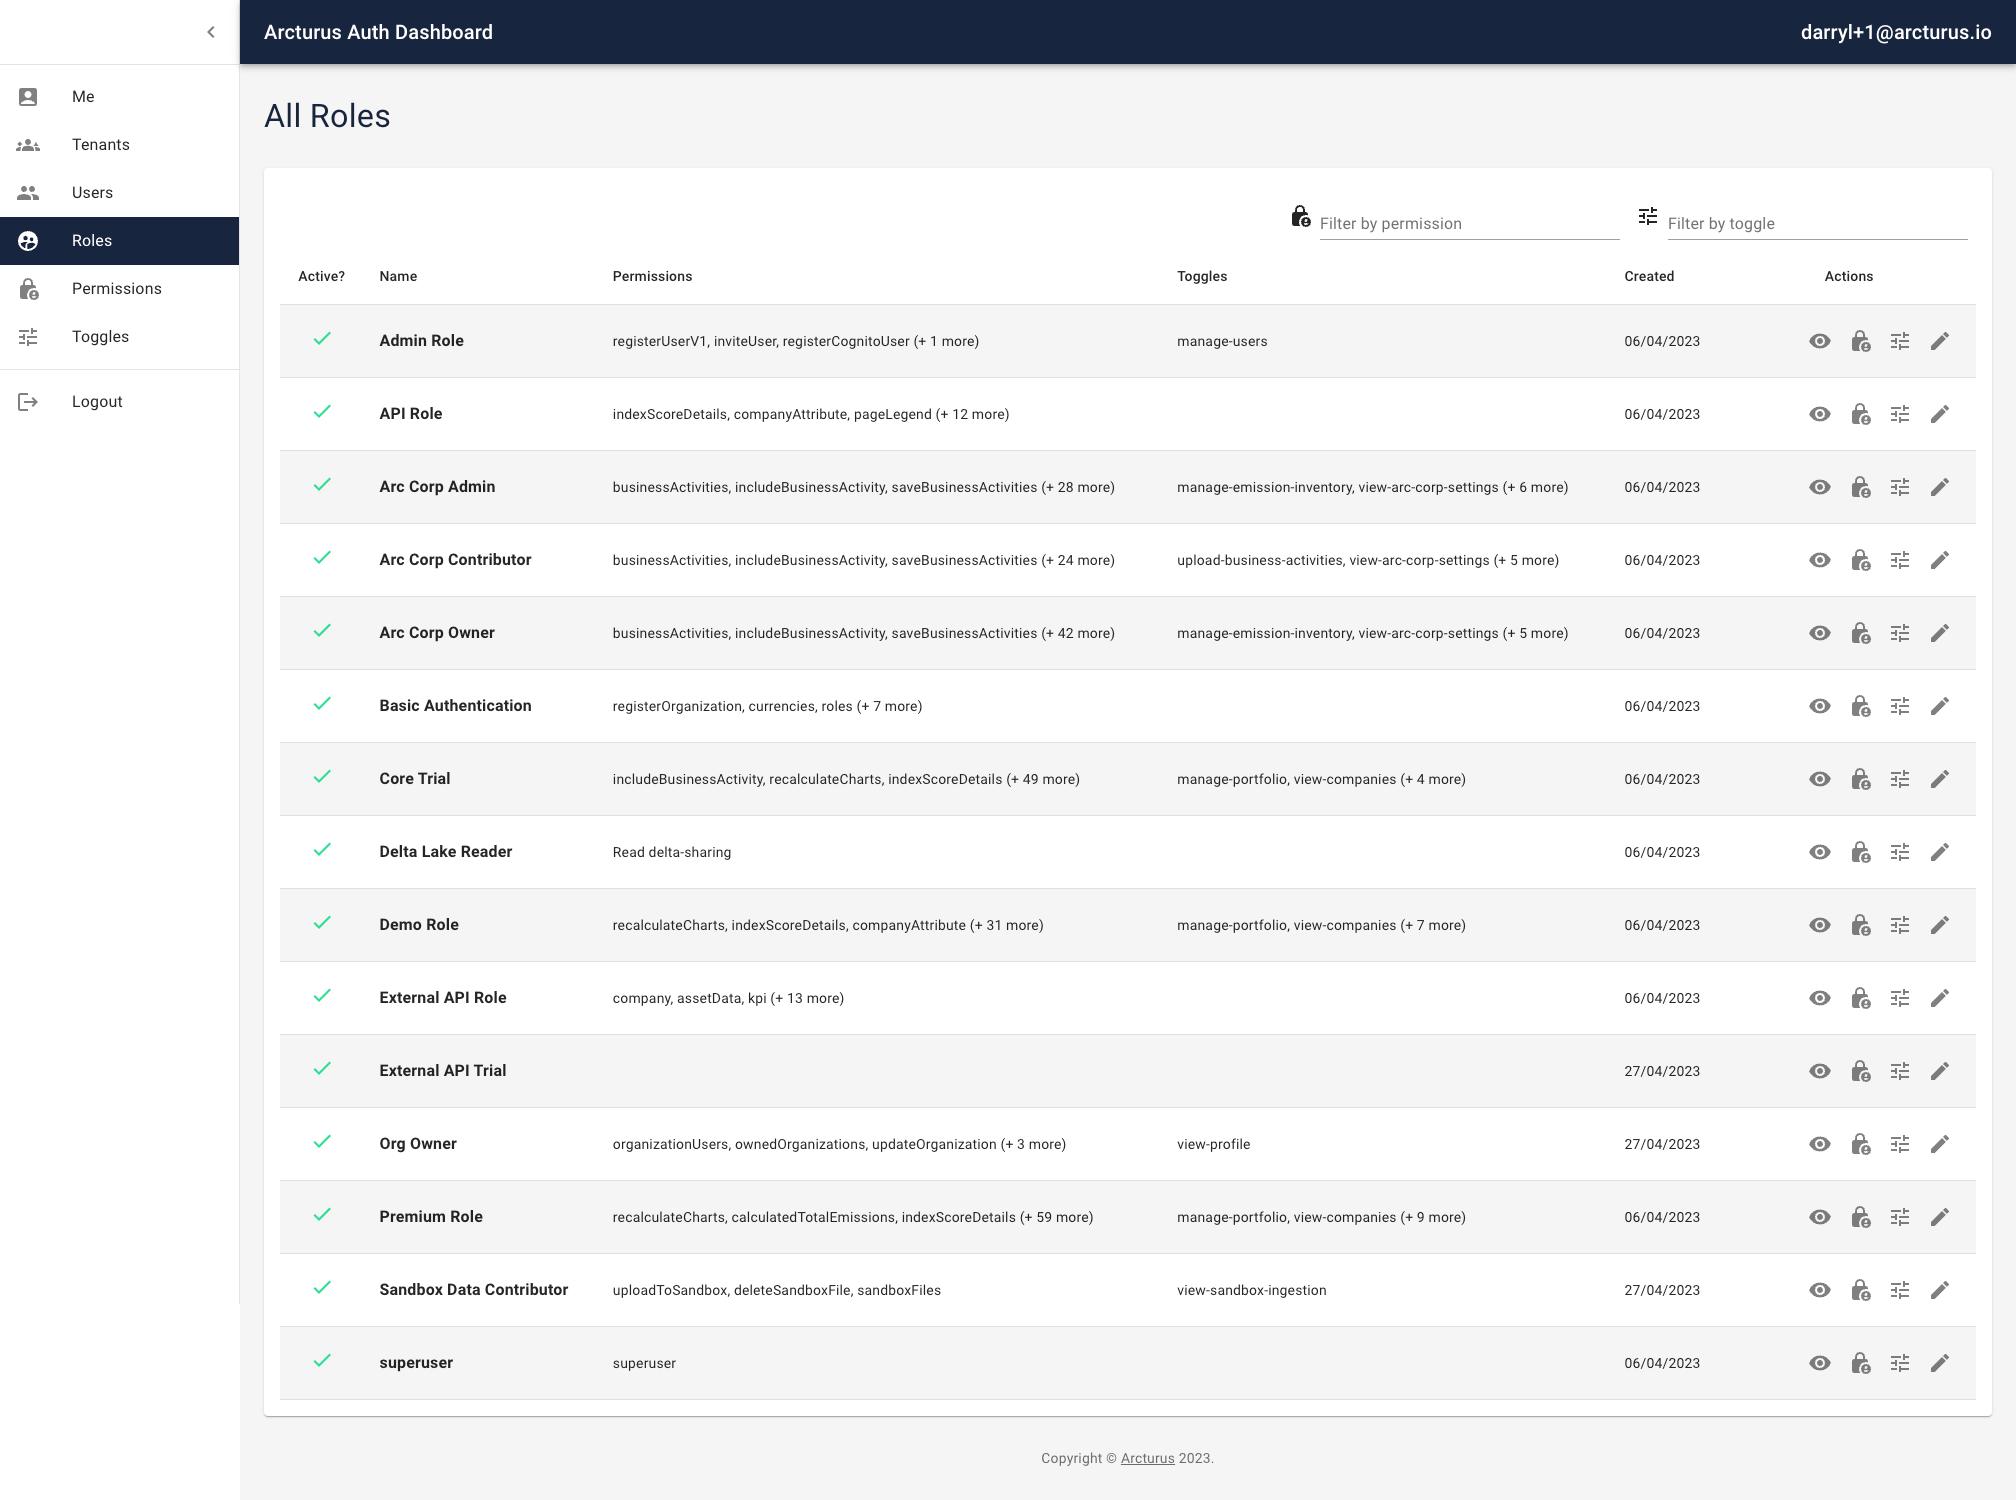 Arcturus Auth Dashboard
darryl+1@arcturus.io
Me
Tenants
Users
Roles
Permissions
Toggles
Logout
All Roles
Filter by permission
Filter by toggle
Active? Name Permissions Toggles Created Actions
Admin Role registerUserV1, inviteUser, registerCognitoUser (+ 1 more) manage-users 06/04/2023
API Role indexScoreDetails, companyAttribute, pageLegend (+ 12 more) 06/04/2023
Arc Corp Admin businessActivities, includeBusinessActivity, saveBusinessActivities (+ 28 more) manage-emission-inventory, view-arc-corp-settings (+ 6 more) 06/04/2023
Arc Corp Contributor businessActivities, includeBusinessActivity, saveBusinessActivities (+ 24 more) upload-business-activities, view-arc-corp-settings (+ 5 more) 06/04/2023
Arc Corp Owner businessActivities, includeBusinessActivity, saveBusinessActivities (+ 42 more) manage-emission-inventory, view-arc-corp-settings (+ 5 more) 06/04/2023
Basic Authentication registerOrganization, currencies, roles (+ 7 more) 06/04/2023
Core Trial includeBusinessActivity, recalculateCharts, indexScoreDetails (+ 49 more) manage-portfolio, view-companies (+ 4 more) 06/04/2023
Delta Lake Reader Read delta-sharing 06/04/2023
Demo Role recalculateCharts, indexScoreDetails, companyAttribute (+ 31 more) manage-portfolio, view-companies (+ 7 more) 06/04/2023
External API Role company, assetData, kpi (+ 13 more) 06/04/2023
External API Trial 27/04/2023
Org Owner organizationUsers, ownedOrganizations, updateOrganization (+ 3 more) view-profile 27/04/2023
Premium Role recalculateCharts, calculatedTotalEmissions, indexScoreDetails (+ 59 more) manage-portfolio, view-companies (+ 9 more) 06/04/2023
Sandbox Data Contributor uploadToSandbox, deleteSandboxFile, sandboxFiles view-sandbox-ingestion 27/04/2023
superuser superuser 06/04/2023
Copyright © Arcturus 2023.